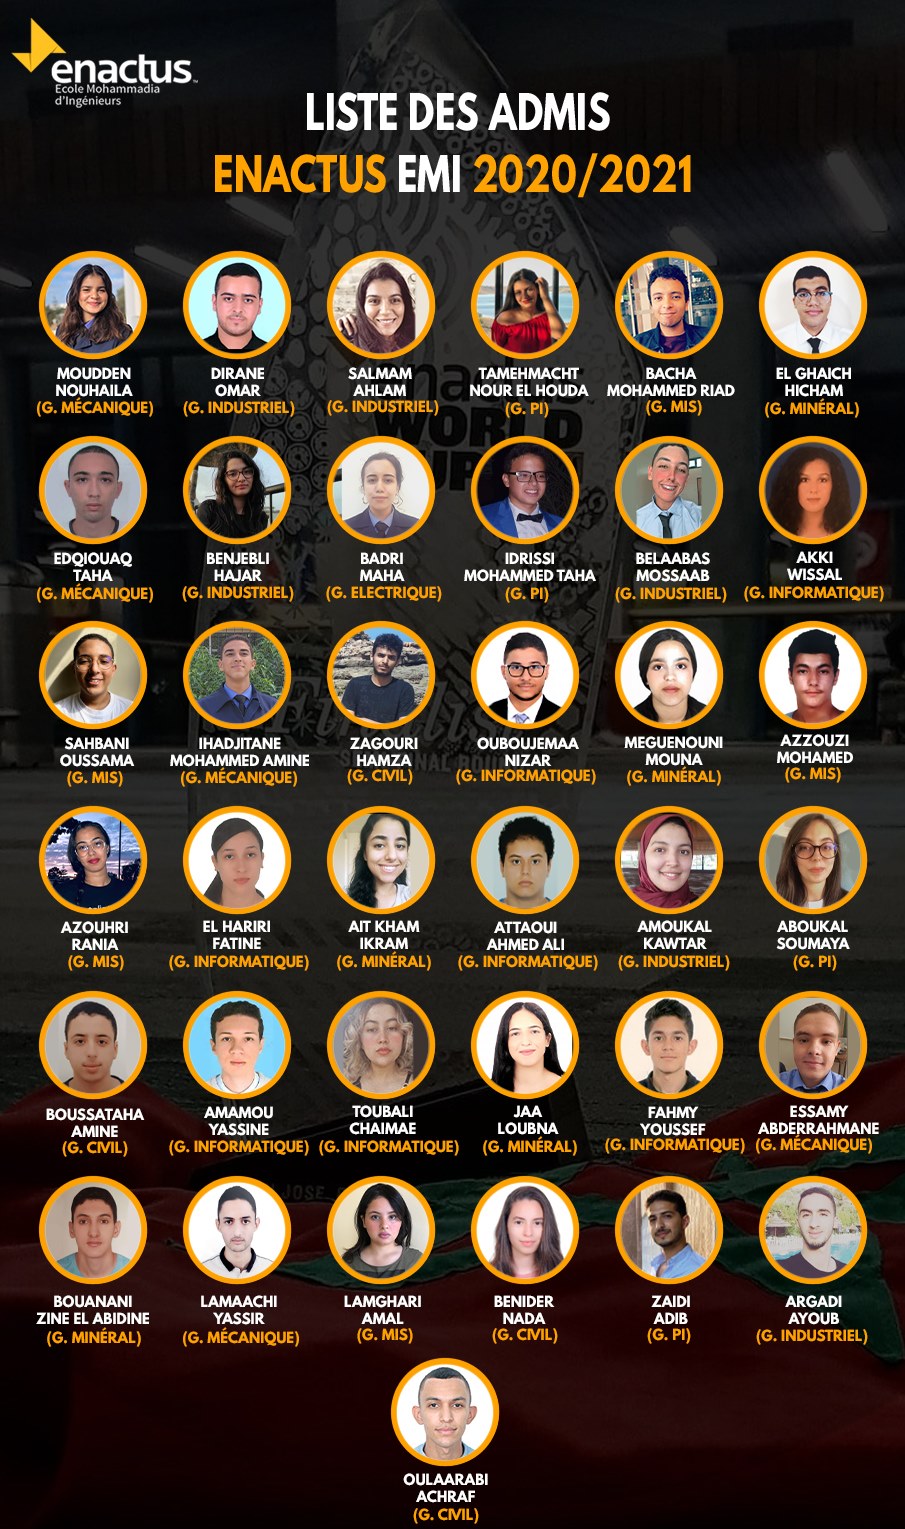 enactus
Ecole Mohammadia
d'Ingénieurs
LISTE DES ADMIS
ENACTUS EMI 2020/2021
MOUDDEN
NOUHAILA
(G. MÉCANIQUE)
DIRANE
OMAR
(G. INDUSTRIEL)
SALMAM
AHLAM
(G. INDUSTRIEL)
TAMEHMACHT
NOUR EL HOUDA
(G. PI)
BACHA
MOHAMMED RIAD
(G. MIS)
EL GHAICH
HICHAM
(G. MINÉRAL)
WORLD
EDQIOUAQ
TAHA
(G. MÉCANIQUE)
BENJEBLI
HAJAR
(G. INDUSTRIEL)
BADRI
MAHA
(G. ELECTRIQUE)
IDRISSI
MOHAMMED TAHA
(G. PI)
BELAABAS
MOSSAAB
(G. INDUSTRIEL)
AKKI
WISSAL
(G. INFORMATIQUE)
SAHBANI
OUSSAMA
(G. MIS)
IHADJITANE
MOHAMMED AMINE
(G. MÉCANIQUE)
ZAGOURI
HAMZA
(G. CIVIL)
OUBOUJEMAA
NIZAR
(G. INFORMATIQUE)
MEGUENOUNI
MOUNA
(G. MINÉRAL)
AZZOUZI
MOHAMED
(G. MIS)
AZOUHRI
RANIA
(G. MIS)
EL HARIRI
FATINE
(G. INFORMATIQUE)
AIT KHAM
IKRAM
(G. MINÉRAL)
ATTAOUI
AHMED ALI
(G. INFORMATIQUE)
AMOUKAL
KAWTAR
(G. INDUSTRIEL)
ABOUKAL
SOUMAYA
(G. PI)
BOUSSATAHA
AMINE
(G. CIVIL)
AMAMOU
YASSINE
(G. INFORMATIQUE)
TOUBALI
CHAIMAE
(G. INFORMATIQUE)
JAA
LOUBNA
(G. MINÉRAL)
FAHMY
YOUSSEF
(G. INFORMATIQUE)
ESSAMY
ABDERRAHMANE
(G. MÉCANIQUE)
JOSE
BOUANANI
ZINE EL ABIDINE
(G. MINÉRAL)
LAMAACHI
YASSIR
(G. MÉCANIQUE)
LAMGHARI
AMAL
(G. MIS)
BENIDER
NADA
(G. CIVIL)
ZAIDI
ADIB
(G. PI)
ARGADI
AYOUB
(G. INDUSTRIEL)
OULAARABI
ACHRAF
(G. CIVIL)